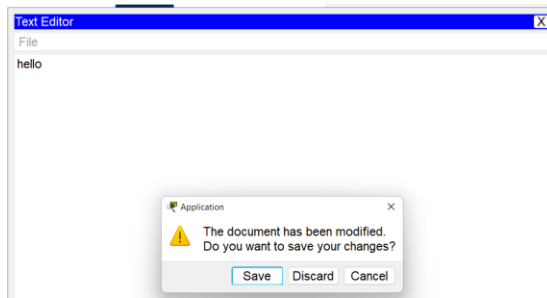 Text Editor X
File
hello
Application
The document has been modified.
Do you want to save your changes?
Save Discard Cancel